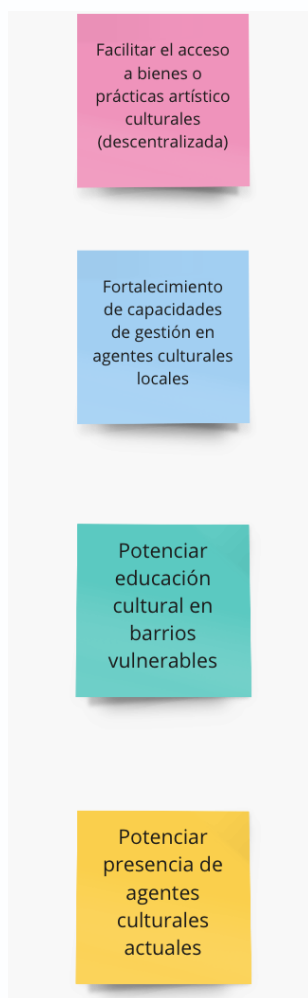 Facilitar el acceso
a bienes o
prácticas artístico
culturales
(descentralizada)
Fortalecimiento
de capacidades
de gestión en
agentes culturales
locales
Potenciar
educación
cultural en
barrios
vulnerables
Potenciar
presencia de
agentes
culturales
actuales